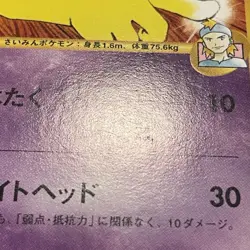 さいみんポケモン：身長1.6m、体重75.6kg
はたく 10
イトヘッド 30
も、「弱点・抵抗力」に関係なく、10ダメージ。